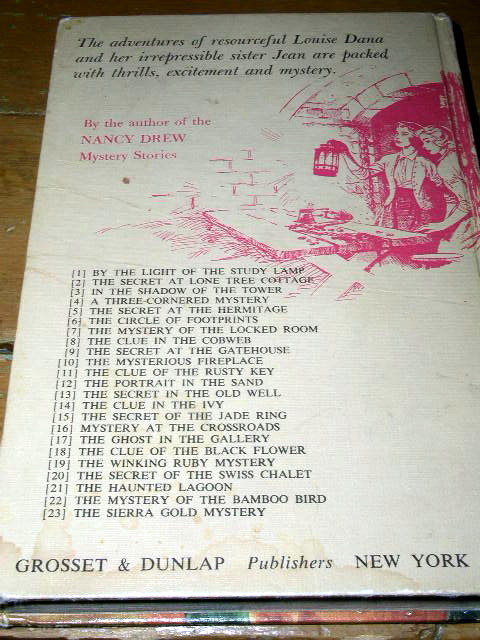 The adventures of resourceful Louise Dana
and her irrepressible sister Jean are packed
with thrills, excitement and mystery.
By the author of the
NANCY DREW
Mystery Stories
[1] BY THE LIGHT OF THE STUDY LAMP
[2] THE SECRET AT LONE TREE COTTAGE
[3] IN THE SHADOW OF THE TOWER
[4] A THREE-CORNERED MYSTERY
[5] THE SECRET AT THE HERMITAGE
[6] THE CIRCLE OF FOOTPRINTS
[7] THE MYSTERY OF THE LOCKED ROOM
[8] THE CLUE IN THE COBWEB
[9] THE SECRET AT THE GATEHOUSE
[10] THE MYSTERIOUS FIREPLACE
[11] THE CLUE OF THE RUSTY KEY
[12] THE PORTRAIT IN THE SAND
[13] THE SECRET IN THE OLD WELL
[14] THE CLUE IN THE IVY
[15] THE SECRET OF THE JADE RING
[16] MYSTERY AT THE CROSSROADS
[17] THE GHOST IN THE GALLERY
[18] THE CLUE OF THE BLACK FLOWER
[19] THE WINKING RUBY MYSTERY
[20] THE SECRET OF THE SWISS CHALET
[21] THE HAUNTED LAGOON
[22] THE MYSTERY OF THE BAMBOO BIRD
[23] THE SIERRA GOLD MYSTERY
GROSSET & DUNLAP Publishers NEW YORK